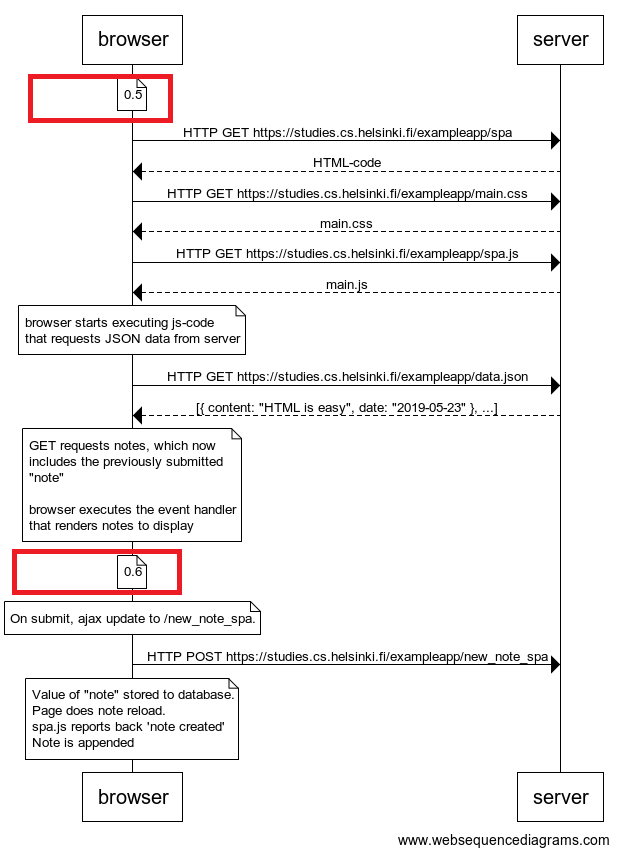 browser
server
0.5
HTTP GET https://studies.cs.helsinki.fi/exampleapp/spa
HTML-code
HTTP GET https://studies.cs.helsinki.fi/exampleapp/main.css
main.css
HTTP GET https://studies.cs.helsinki.fi/exampleapp/spa.js
main.js
browser starts executing js-code
that requests JSON data from server
HTTP GET https://studies.cs.helsinki.fi/exampleapp/data.json
[{ content: "HTML is easy", date: "2019-05-23" }, ...]
GET requests notes, which now
includes the previously submitted
"note"
browser executes the event handler
that renders notes to display
0.6
On submit, ajax update to /new_note_spa.
HTTP POST https://studies.cs.helsinki.fi/exampleapp/new_note_spa
Value of "note" stored to database.
Page does note reload.
spa.js reports back 'note created'
Note is appended
browser
server
www.websequencediagrams.com